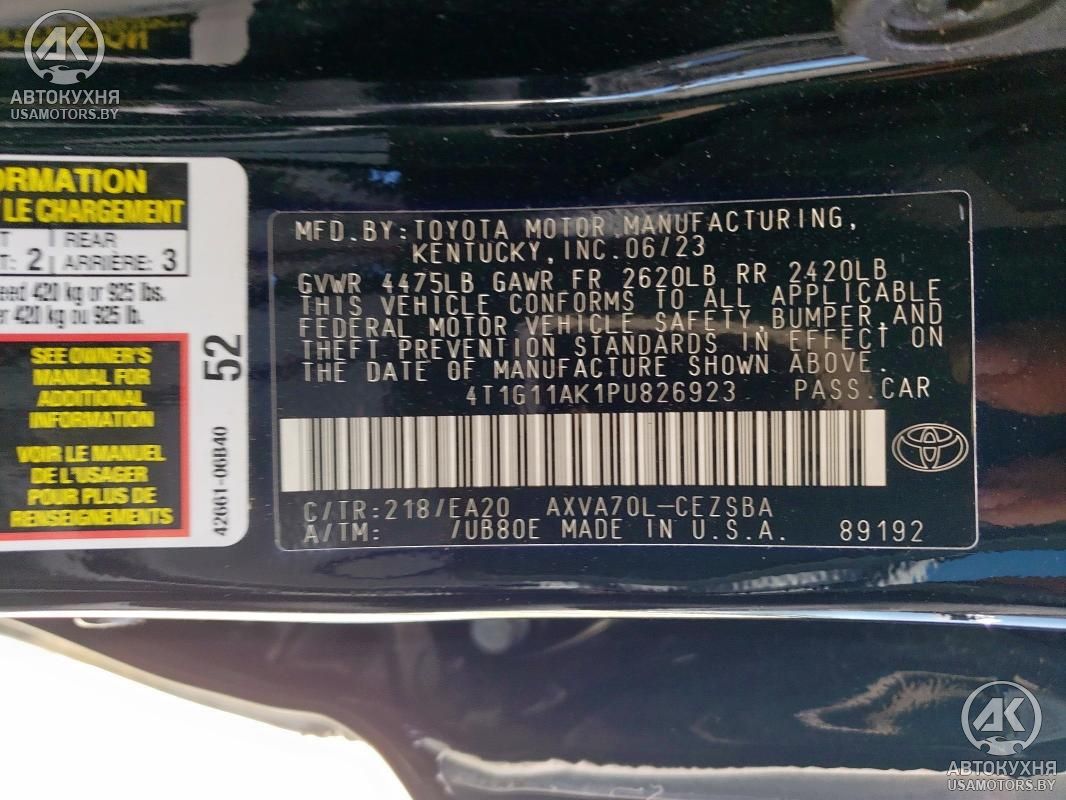 АВТОКУХНЯ
USAMOTORS.BY
ORMATION
LE CHARGEMENT
T REAR
T: 2 ARRIÈRE: 3
eed 420 kg or 925 lbs.
er 420 kg ou 925 lb.
SEE OWNER'S
MANUAL FOR
ADDITIONAL
INFORMATION
VOIR LE MANUEL
DE L'USAGER
POUR PLUS DE
RENSEIGNEMENTS
52
42661-06B40
MFD.BY:TOYOTA MOTOR MANUFACTURING,
KENTUCKY, INC.06/23
GVWR 4475LB GAWR FR 2620LB RR 2420LB
THIS VEHICLE CONFORMS TO ALL APPLICABLE
FEDERAL MOTOR VEHICLE SAFETY,BUMPER,AND
THEFT PREVENTION STANDARDS IN EFFECT ON
THE DATE OF MANUFACTURE SHOWN ABOVE.
4T1G11AK1PU826923 PASS.CAR
C/TR:218/EA20 AXVA70L-CEZSBA
A/TM: /UB80E MADE IN U.S.A. 89192
АК
АВТОКУХНЯ
USAMOTORS.BY